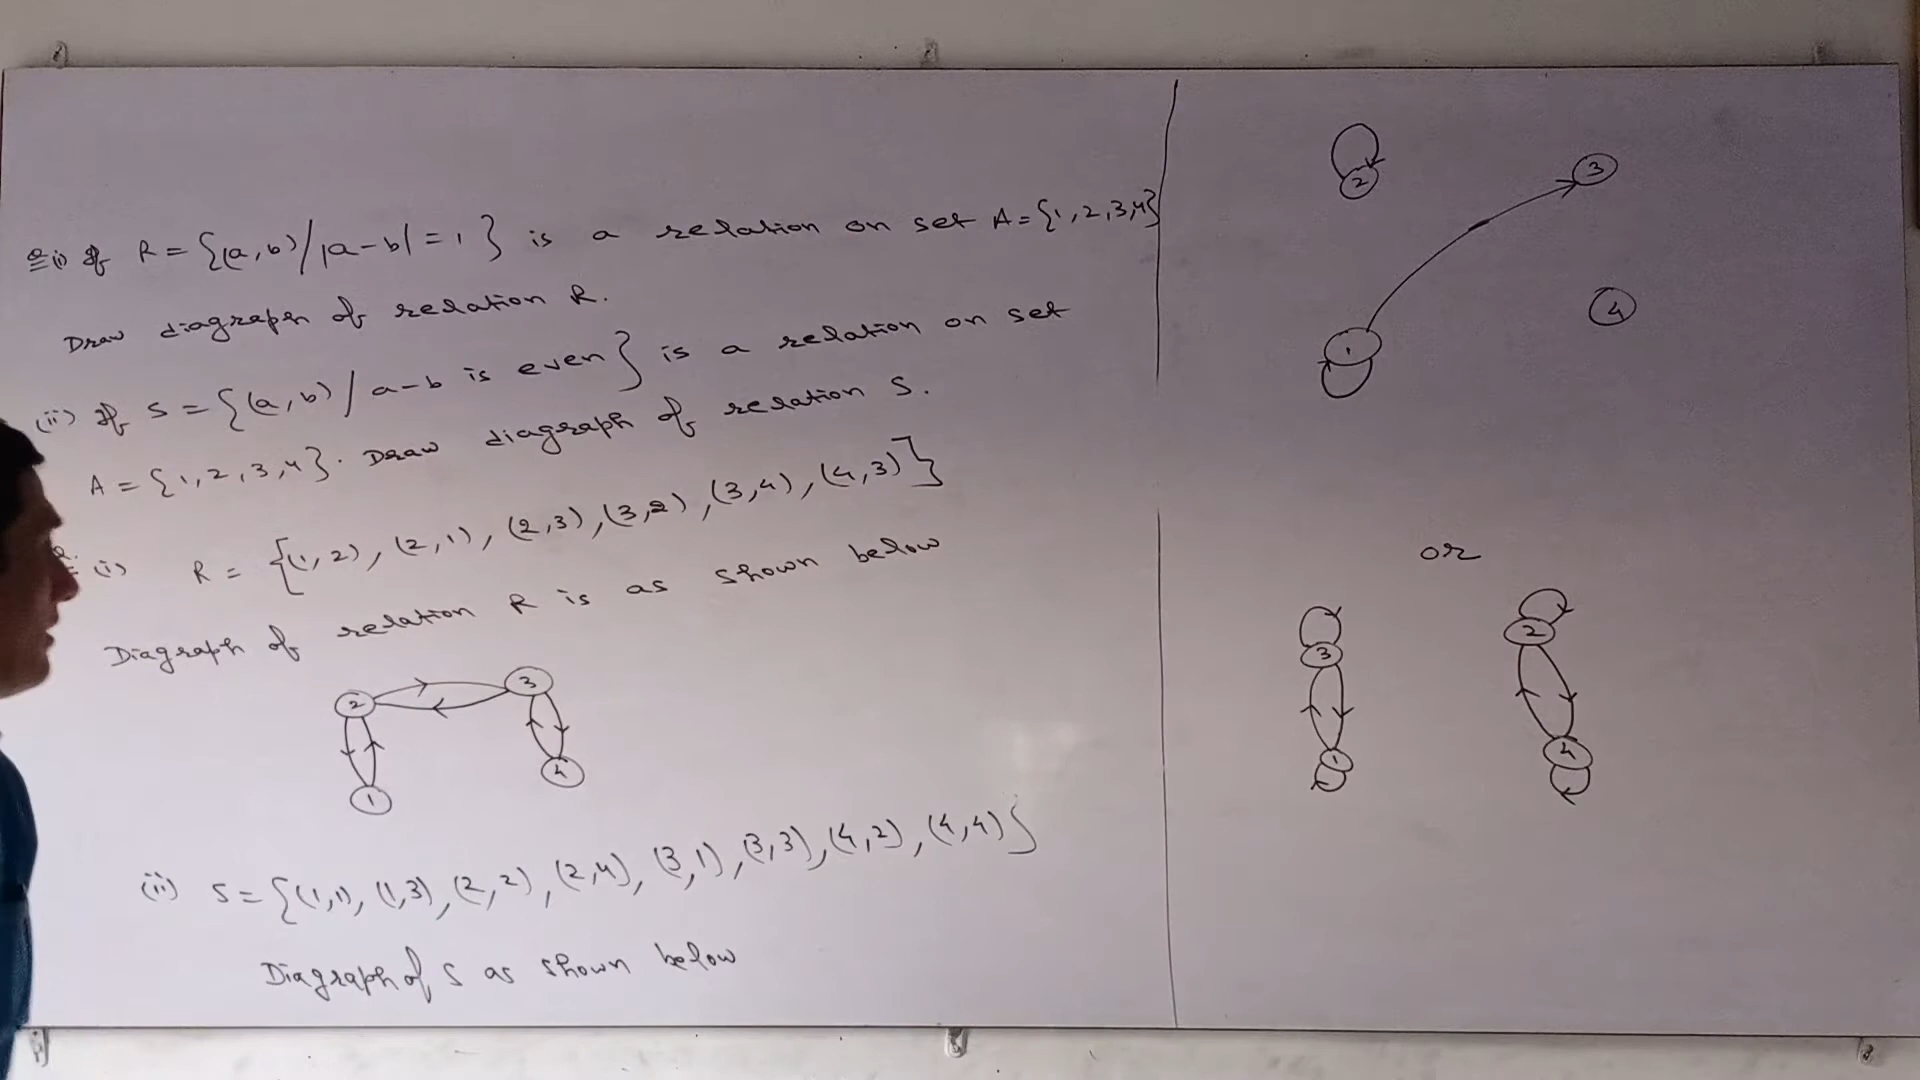 Q(i) If R = {(a,b)/|a-b| = 1} is a relation on set A = {1,2,3,4}
Draw diagraph of relation R.
(ii) If S = {(a,b)/a-b is even} is a relation on set
A = {1,2,3,4}. Draw diagraph of relation S.
(i) R = {(1,2), (2,1), (2,3), (3,2), (3,4), (4,3)}
Diagraph of relation R is as shown below
2 3
1 4
(ii) S = {(1,1), (1,3), (2,2), (2,4), (3,1), (3,3), (4,2), (4,4)}
Diagraph of S as shown below
2 3
1 4
or
3 2
1 4